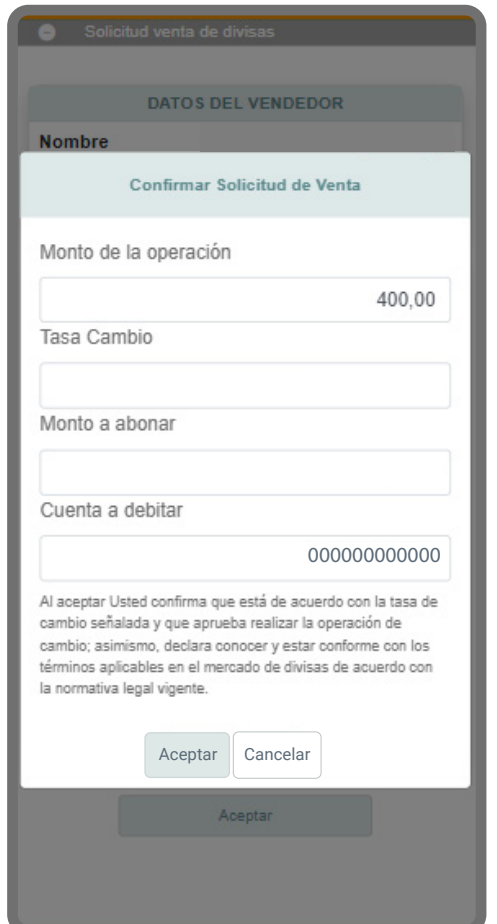 Solicitud venta de divisas
DATOS DEL VENDEDOR
Nombre
Confirmar Solicitud de Venta
Monto de la operación
400,00
Tasa Cambio
Monto a abonar
Cuenta a debitar
000000000000
Al aceptar Usted confirma que está de acuerdo con la tasa de
cambio señalada y que aprueba realizar la operación de
cambio; asimismo, declara conocer y estar conforme con los
términos aplicables en el mercado de divisas de acuerdo con
la normativa legal vigente.
Aceptar Cancelar
Aceptar